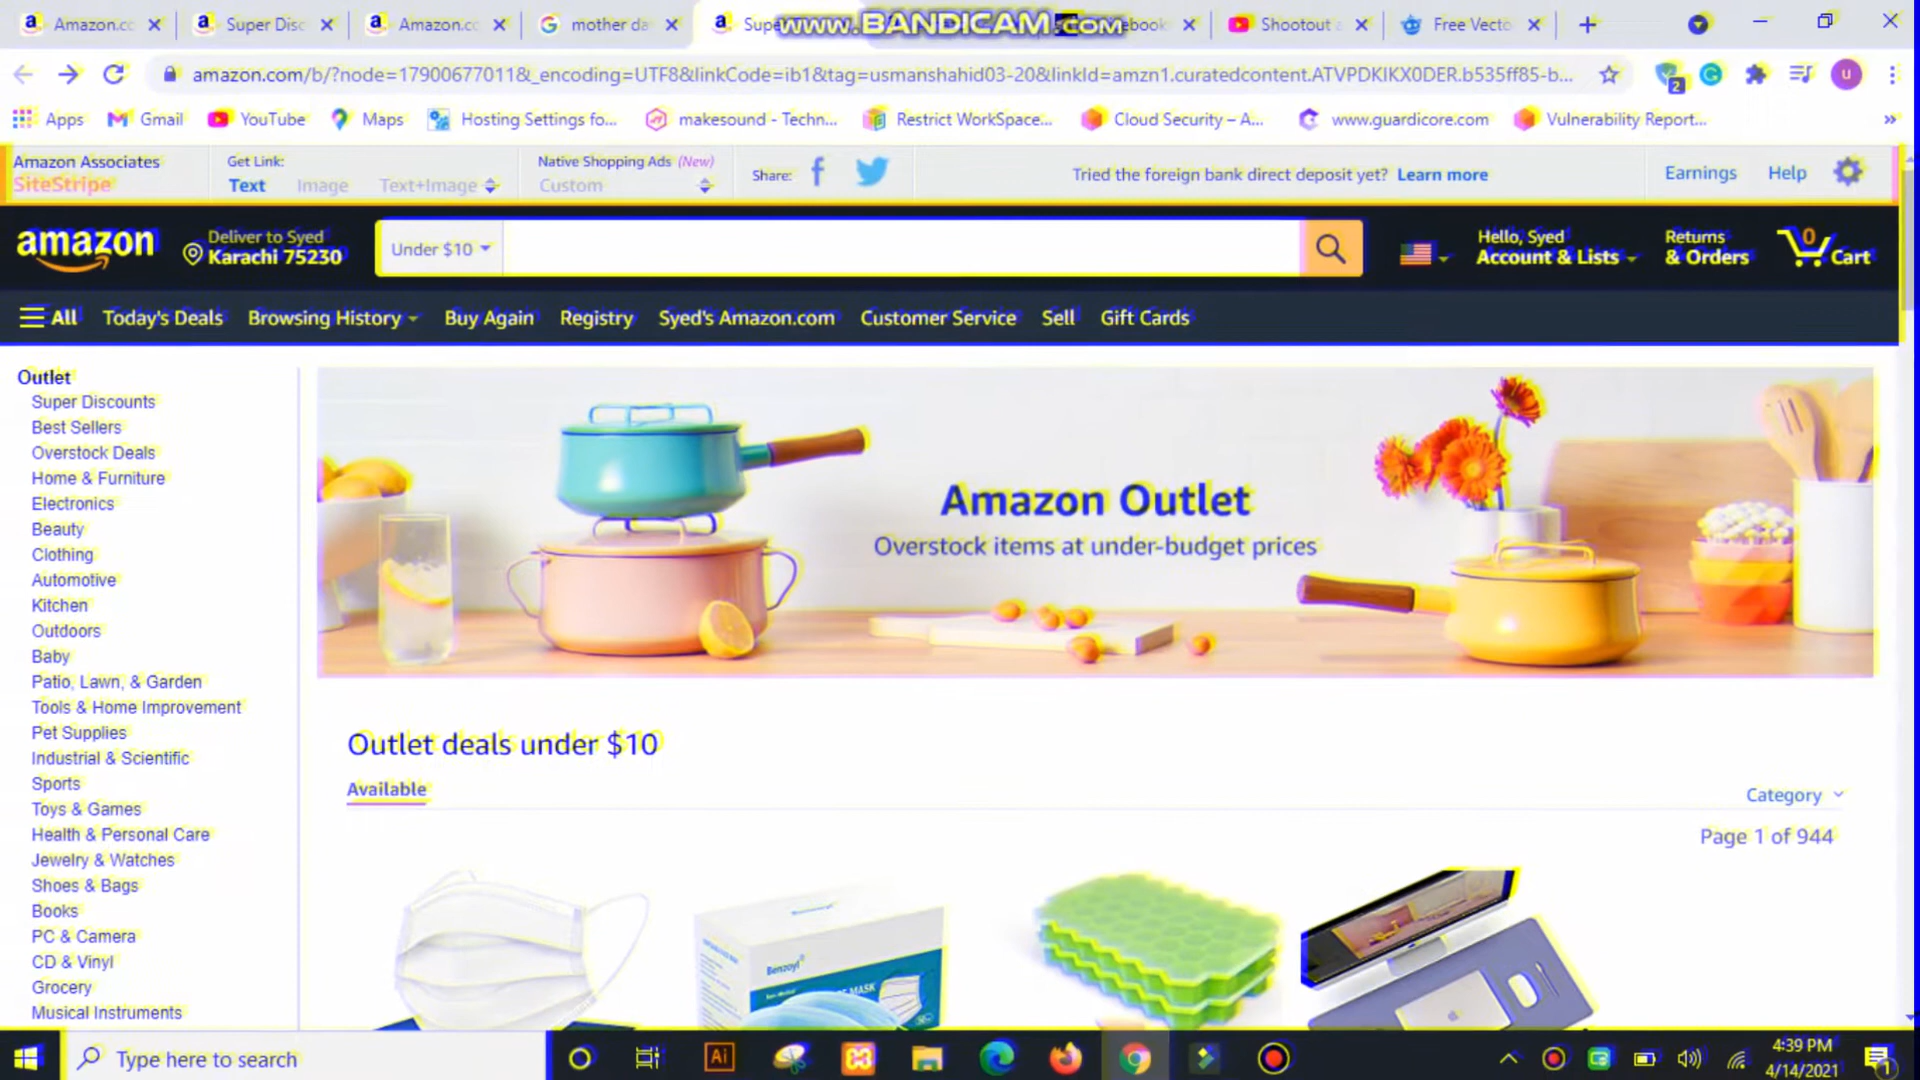 Amazon.cc
Super Disc
Amazon.cc
mother da
Supe
www.BANDICAM.com
ebook
Shootout
Free Vecto
amazon.com/b/?node=17900677011&_encoding=UTF8&linkCode=ib1&tag=usmanshahid03-20&linkId=amzn1.curatedcontent.ATVPDKIKX0DER.b535ff85-b...
2
u
Apps
Gmail
YouTube
Maps
Hosting Settings fo...
makesound - Techn...
Restrict WorkSpace...
Cloud Security – A...
www.guardicore.com
Vulnerability Report...
Amazon Associates
SiteStripe
Get Link:
Text
Image
Text+Image
Native Shopping Ads (New)
Custom
Share:
Tried the foreign bank direct deposit yet? Learn more
Earnings
Help
amazon
Deliver to Syed
Karachi 75230
Under $10
Hello, Syed
Account & Lists
Returns
& Orders
0
Cart
All
Today's Deals
Browsing History
Buy Again
Registry
Syed's Amazon.com
Customer Service
Sell
Gift Cards
Outlet
Super Discounts
Best Sellers
Overstock Deals
Home & Furniture
Electronics
Beauty
Clothing
Automotive
Kitchen
Outdoors
Baby
Patio, Lawn, & Garden
Tools & Home Improvement
Pet Supplies
Industrial & Scientific
Sports
Toys & Games
Health & Personal Care
Jewelry & Watches
Shoes & Bags
Books
PC & Camera
CD & Vinyl
Grocery
Musical Instruments
Amazon Outlet
Overstock items at under-budget prices
Outlet deals under $10
Available
Category
Page 1 of 944
Benzoyl
MASK
Type here to search
Ai
4:39 PM
4/14/2021
1